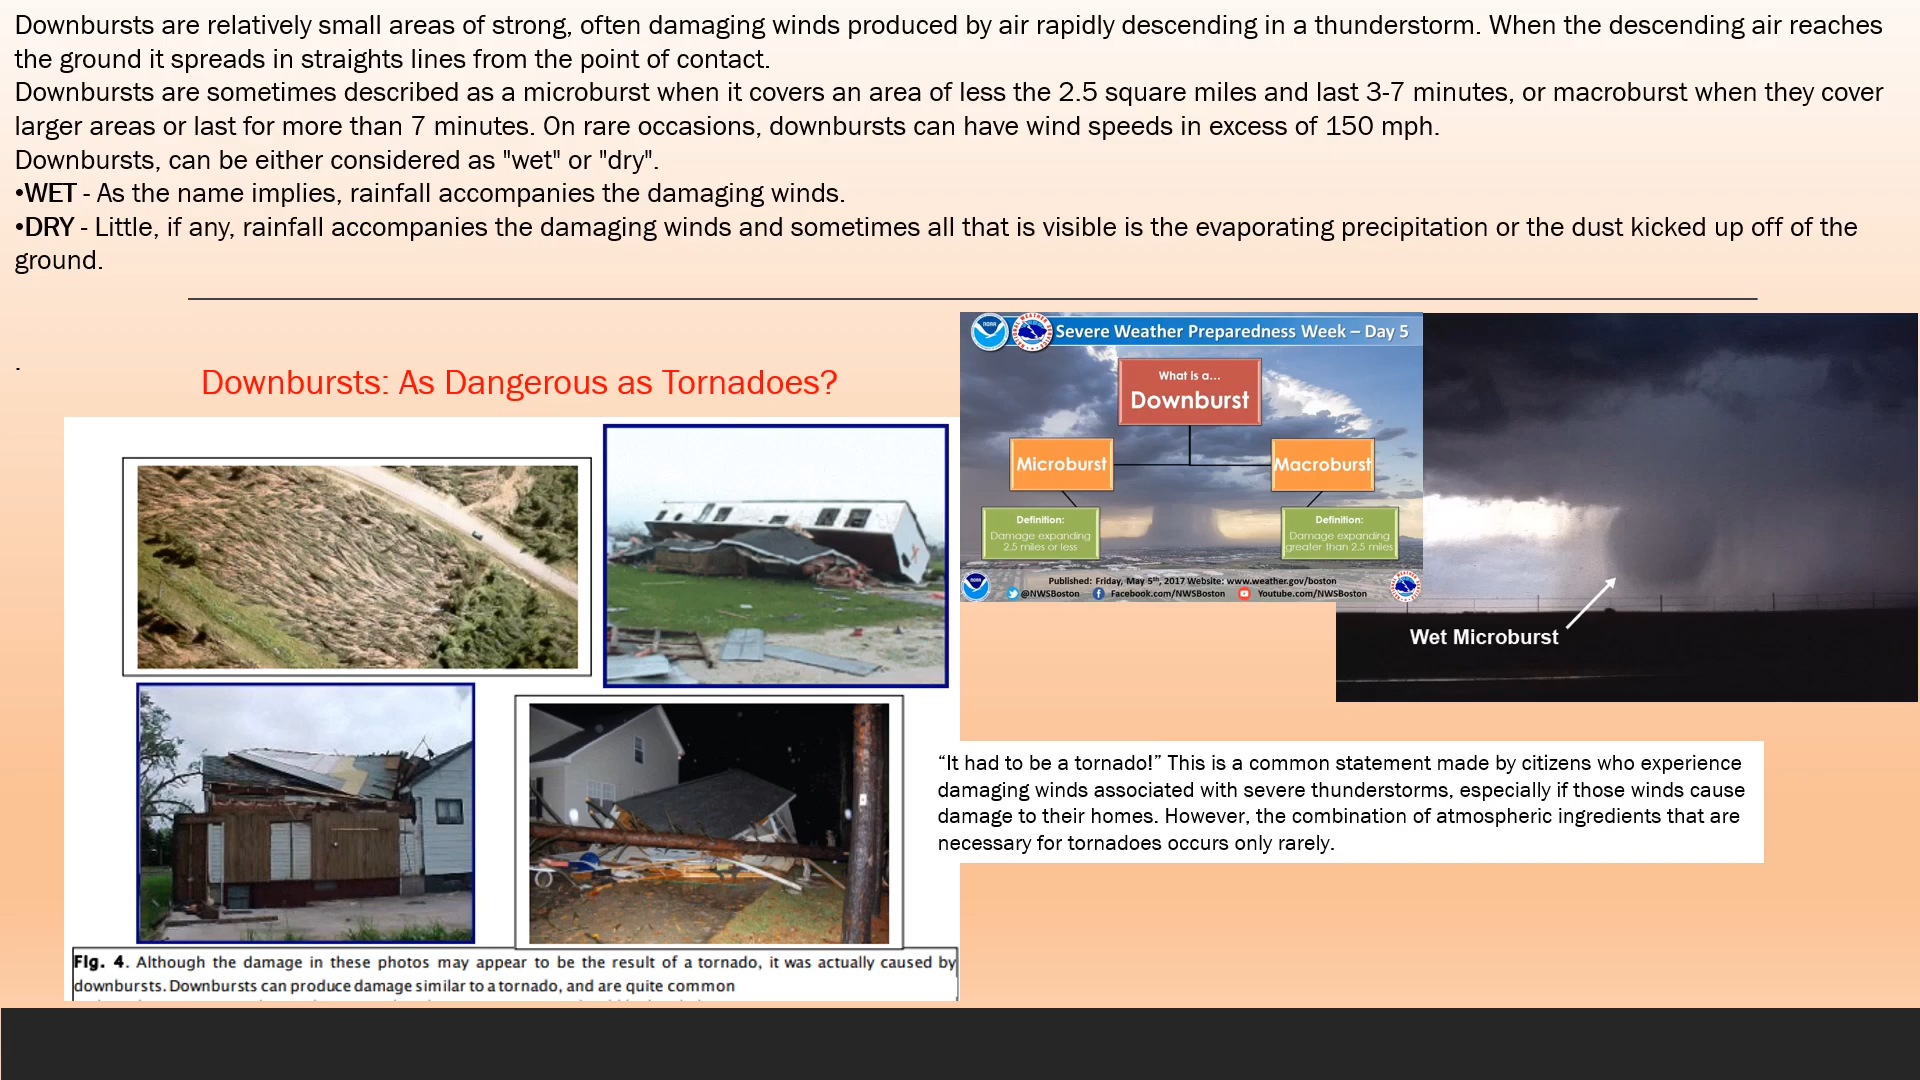 Downbursts are relatively small areas of strong, often damaging winds produced by air rapidly descending in a thunderstorm. When the descending air reaches
the ground it spreads in straights lines from the point of contact.
Downbursts are sometimes described as a microburst when it covers an area of less the 2.5 square miles and last 3-7 minutes, or macroburst when they cover
larger areas or last for more than 7 minutes. On rare occasions, downbursts can have wind speeds in excess of 150 mph.
Downbursts, can be either considered as "wet" or "dry".
•WET - As the name implies, rainfall accompanies the damaging winds.
•DRY - Little, if any, rainfall accompanies the damaging winds and sometimes all that is visible is the evaporating precipitation or the dust kicked up off of the
ground.
.
Downbursts: As Dangerous as Tornadoes?
Fig. 4. Although the damage in these photos may appear to be the result of a tornado, it was actually caused by
downbursts. Downbursts can produce damage similar to a tornado, and are quite common
NOAA
Severe Weather Preparedness Week – Day 5
What is a...
Downburst
Microburst
Macroburst
Definition:
Damage expanding
2.5 miles or less
Definition:
Damage expanding
greater than 2.5 miles
Published: Friday, May 5th, 2017 Website: www.weather.gov/boston
@NWSBoston Facebook.com/NWSBoston Youtube.com/NWSBoston
Wet Microburst
“It had to be a tornado!” This is a common statement made by citizens who experience
damaging winds associated with severe thunderstorms, especially if those winds cause
damage to their homes. However, the combination of atmospheric ingredients that are
necessary for tornadoes occurs only rarely.